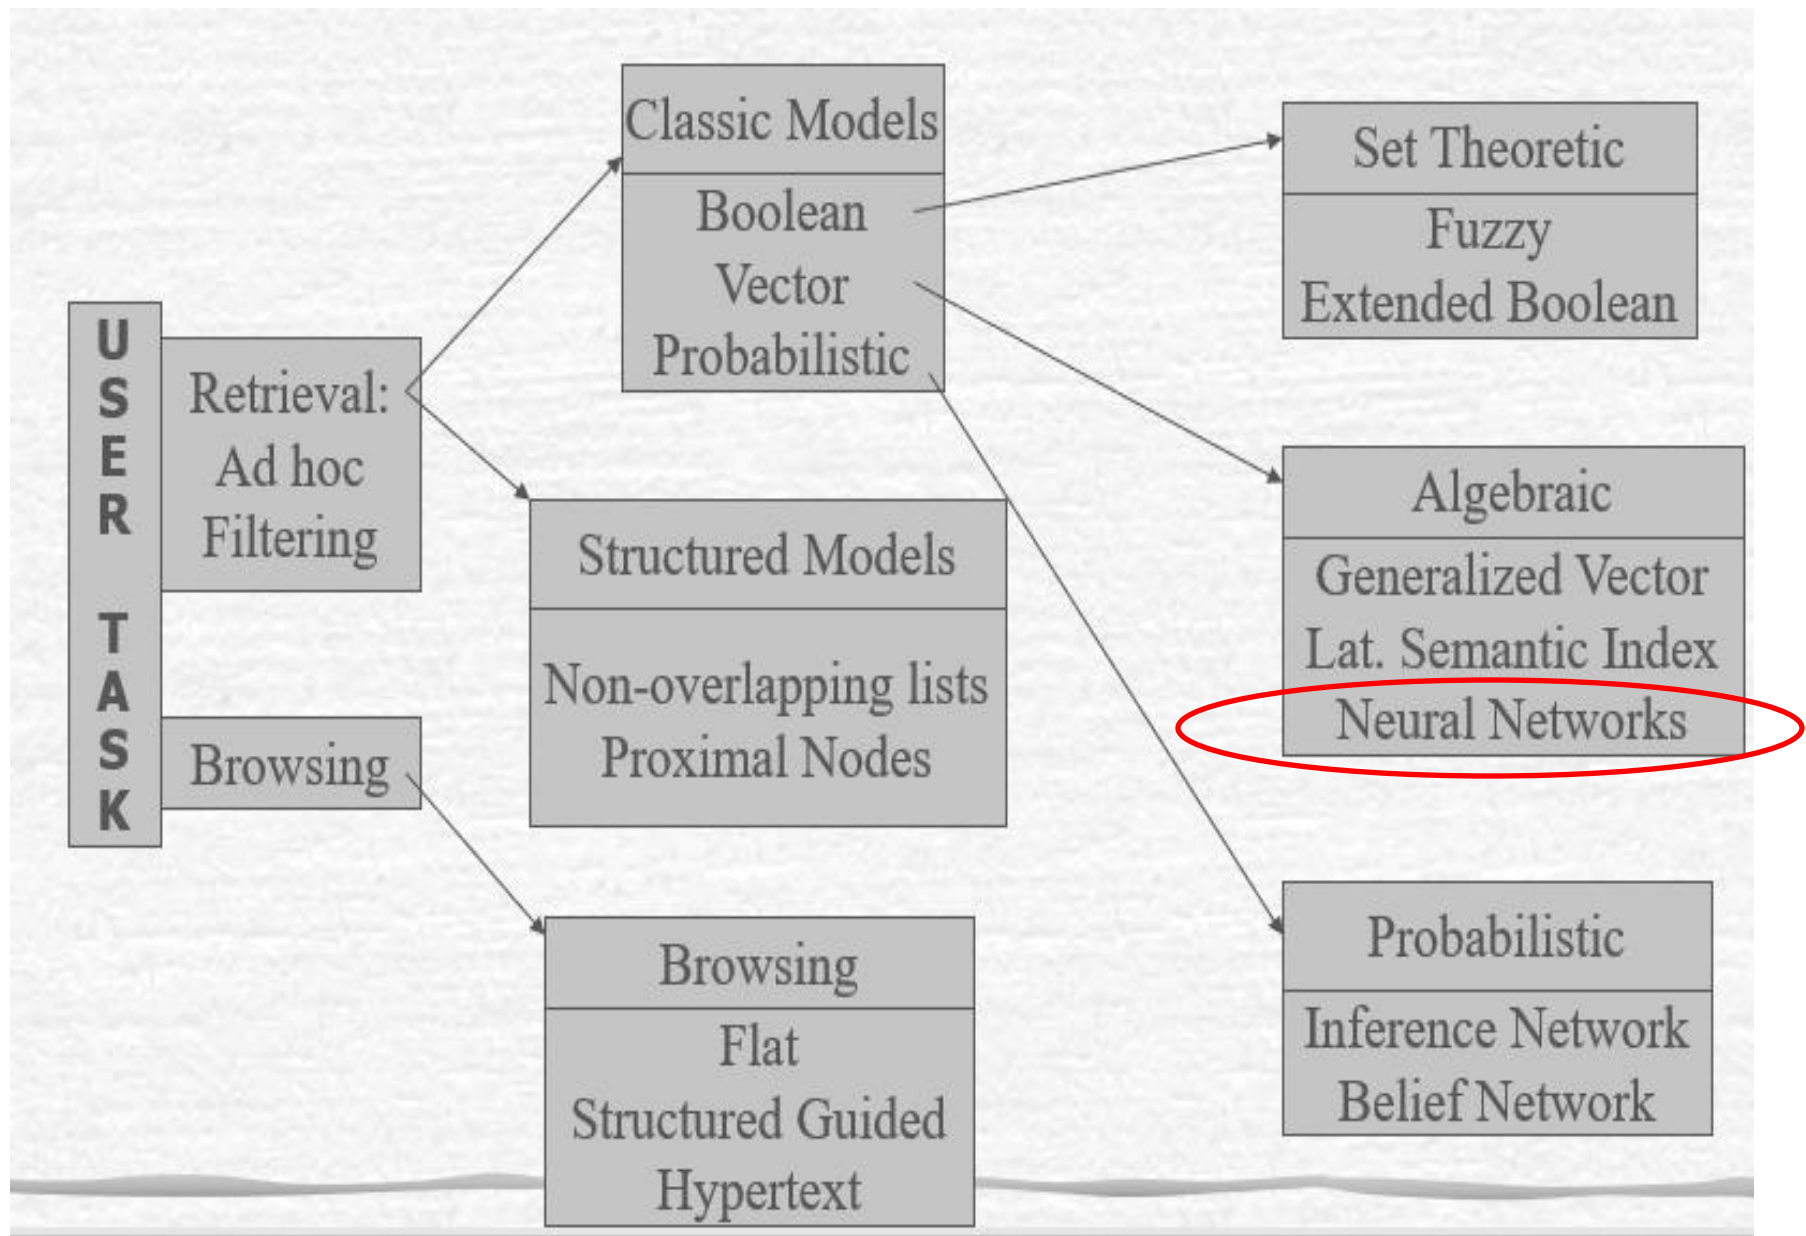 USER TASK
Retrieval:
Ad hoc
Filtering
Browsing
Classic Models
Boolean
Vector
Probabilistic
Structured Models
Non-overlapping lists
Proximal Nodes
Browsing
Flat
Structured Guided
Hypertext
Set Theoretic
Fuzzy
Extended Boolean
Algebraic
Generalized Vector
Lat. Semantic Index
Neural Networks
Probabilistic
Inference Network
Belief Network